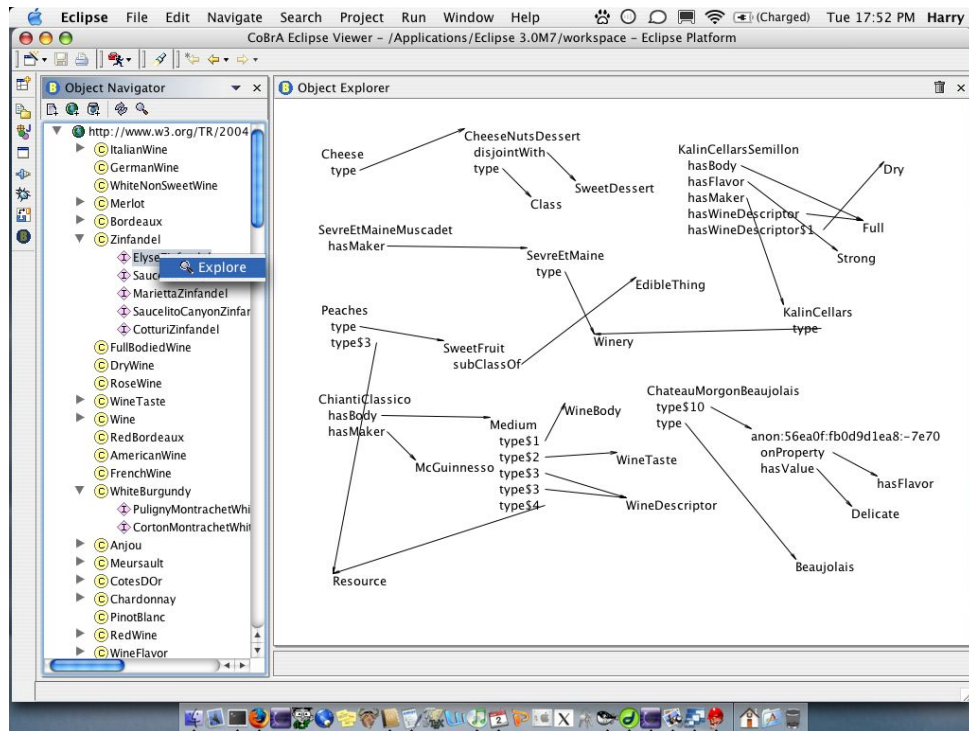 Eclipse File Edit Navigate Search Project Run Window Help (Charged) Tue 17:52 PM Harry
CoBrA Eclipse Viewer – /Applications/Eclipse 3.0M7/workspace – Eclipse Platform
Object Navigator
http://www.w3.org/TR/2004
ItalianWine
GermanWine
WhiteNonSweetWine
Merlot
Bordeaux
Zinfandel
Explore
MariettaZinfandel
SaucelitoCanyonZinfar
CotturiZinfandel
FullBodiedWine
DryWine
RoseWine
WineTaste
Wine
RedBordeaux
AmericanWine
FrenchWine
WhiteBurgundy
PulignyMontrachetWhi
CortonMontrachetWhit
Anjou
Meursault
CotesDOr
Chardonnay
PinotBlanc
RedWine
WineFlavor
Object Explorer
Cheese
type
CheeseNutsDessert
disjointWith
type
SweetDessert
Class
KalinCellarsSemillon
hasBody
hasFlavor
hasMaker
hasWineDescriptor
hasWineDescriptor$1
Dry
Full
Strong
SevreEtMaineMuscadet
hasMaker
SevreEtMaine
type
EdibleThing
KalinCellars
type
Winery
Peaches
type
type$3
SweetFruit
subClassOf
ChiantiClassico
hasBody
hasMaker
McGuinnesso
Medium
type$1
type$2
type$3
type$3
type$4
WineBody
WineTaste
WineDescriptor
ChateauMorgonBeaujolais
type$10
type
anon:56ea0f:fb0d9d1ea8:-7e70
onProperty
hasValue
hasFlavor
Delicate
Beaujolais
Resource